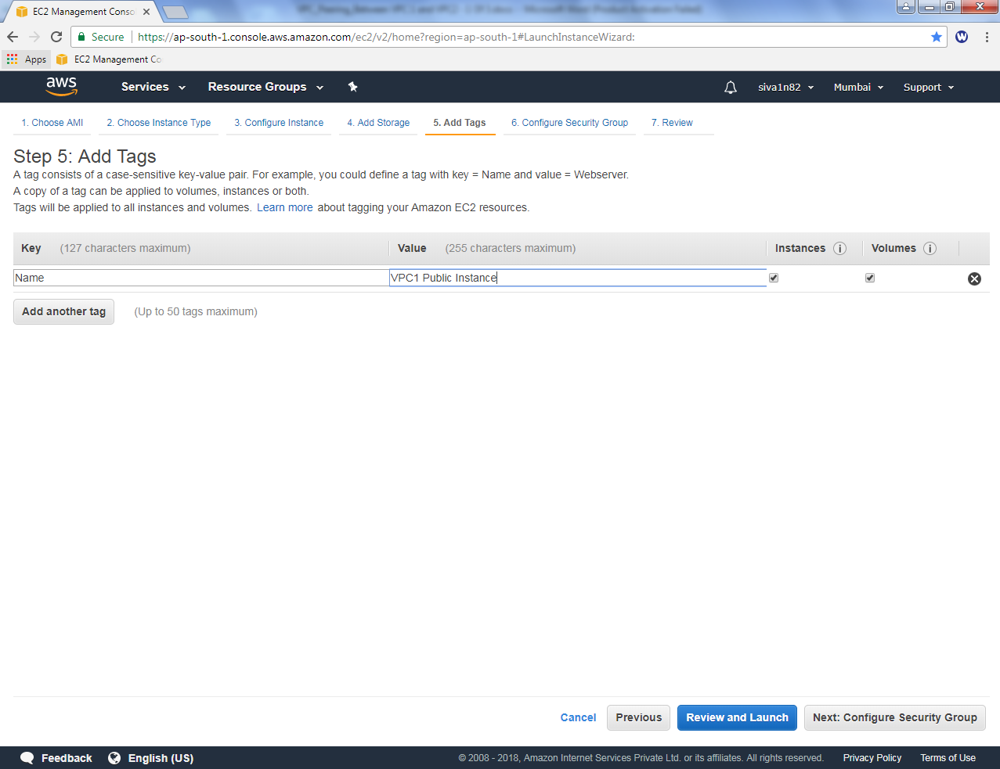 EC2 Management Conso
Secure https://ap-south-1.console.aws.amazon.com/ec2/v2/home?region=ap-south-1#LaunchInstanceWizard:
Apps EC2 Management Co
aws Services Resource Groups siva1n82 Mumbai Support
1. Choose AMI 2. Choose Instance Type 3. Configure Instance 4. Add Storage 5. Add Tags 6. Configure Security Group 7. Review
Step 5: Add Tags
A tag consists of a case-sensitive key-value pair. For example, you could define a tag with key = Name and value = Webserver.
A copy of a tag can be applied to volumes, instances or both.
Tags will be applied to all instances and volumes. Learn more about tagging your Amazon EC2 resources.
Key (127 characters maximum) Value (255 characters maximum) Instances Volumes
Name VPC1 Public Instance
Add another tag (Up to 50 tags maximum)
Cancel Previous Review and Launch Next: Configure Security Group
Feedback English (US) © 2008 - 2018, Amazon Internet Services Private Ltd. or its affiliates. All rights reserved. Privacy Policy Terms of Use